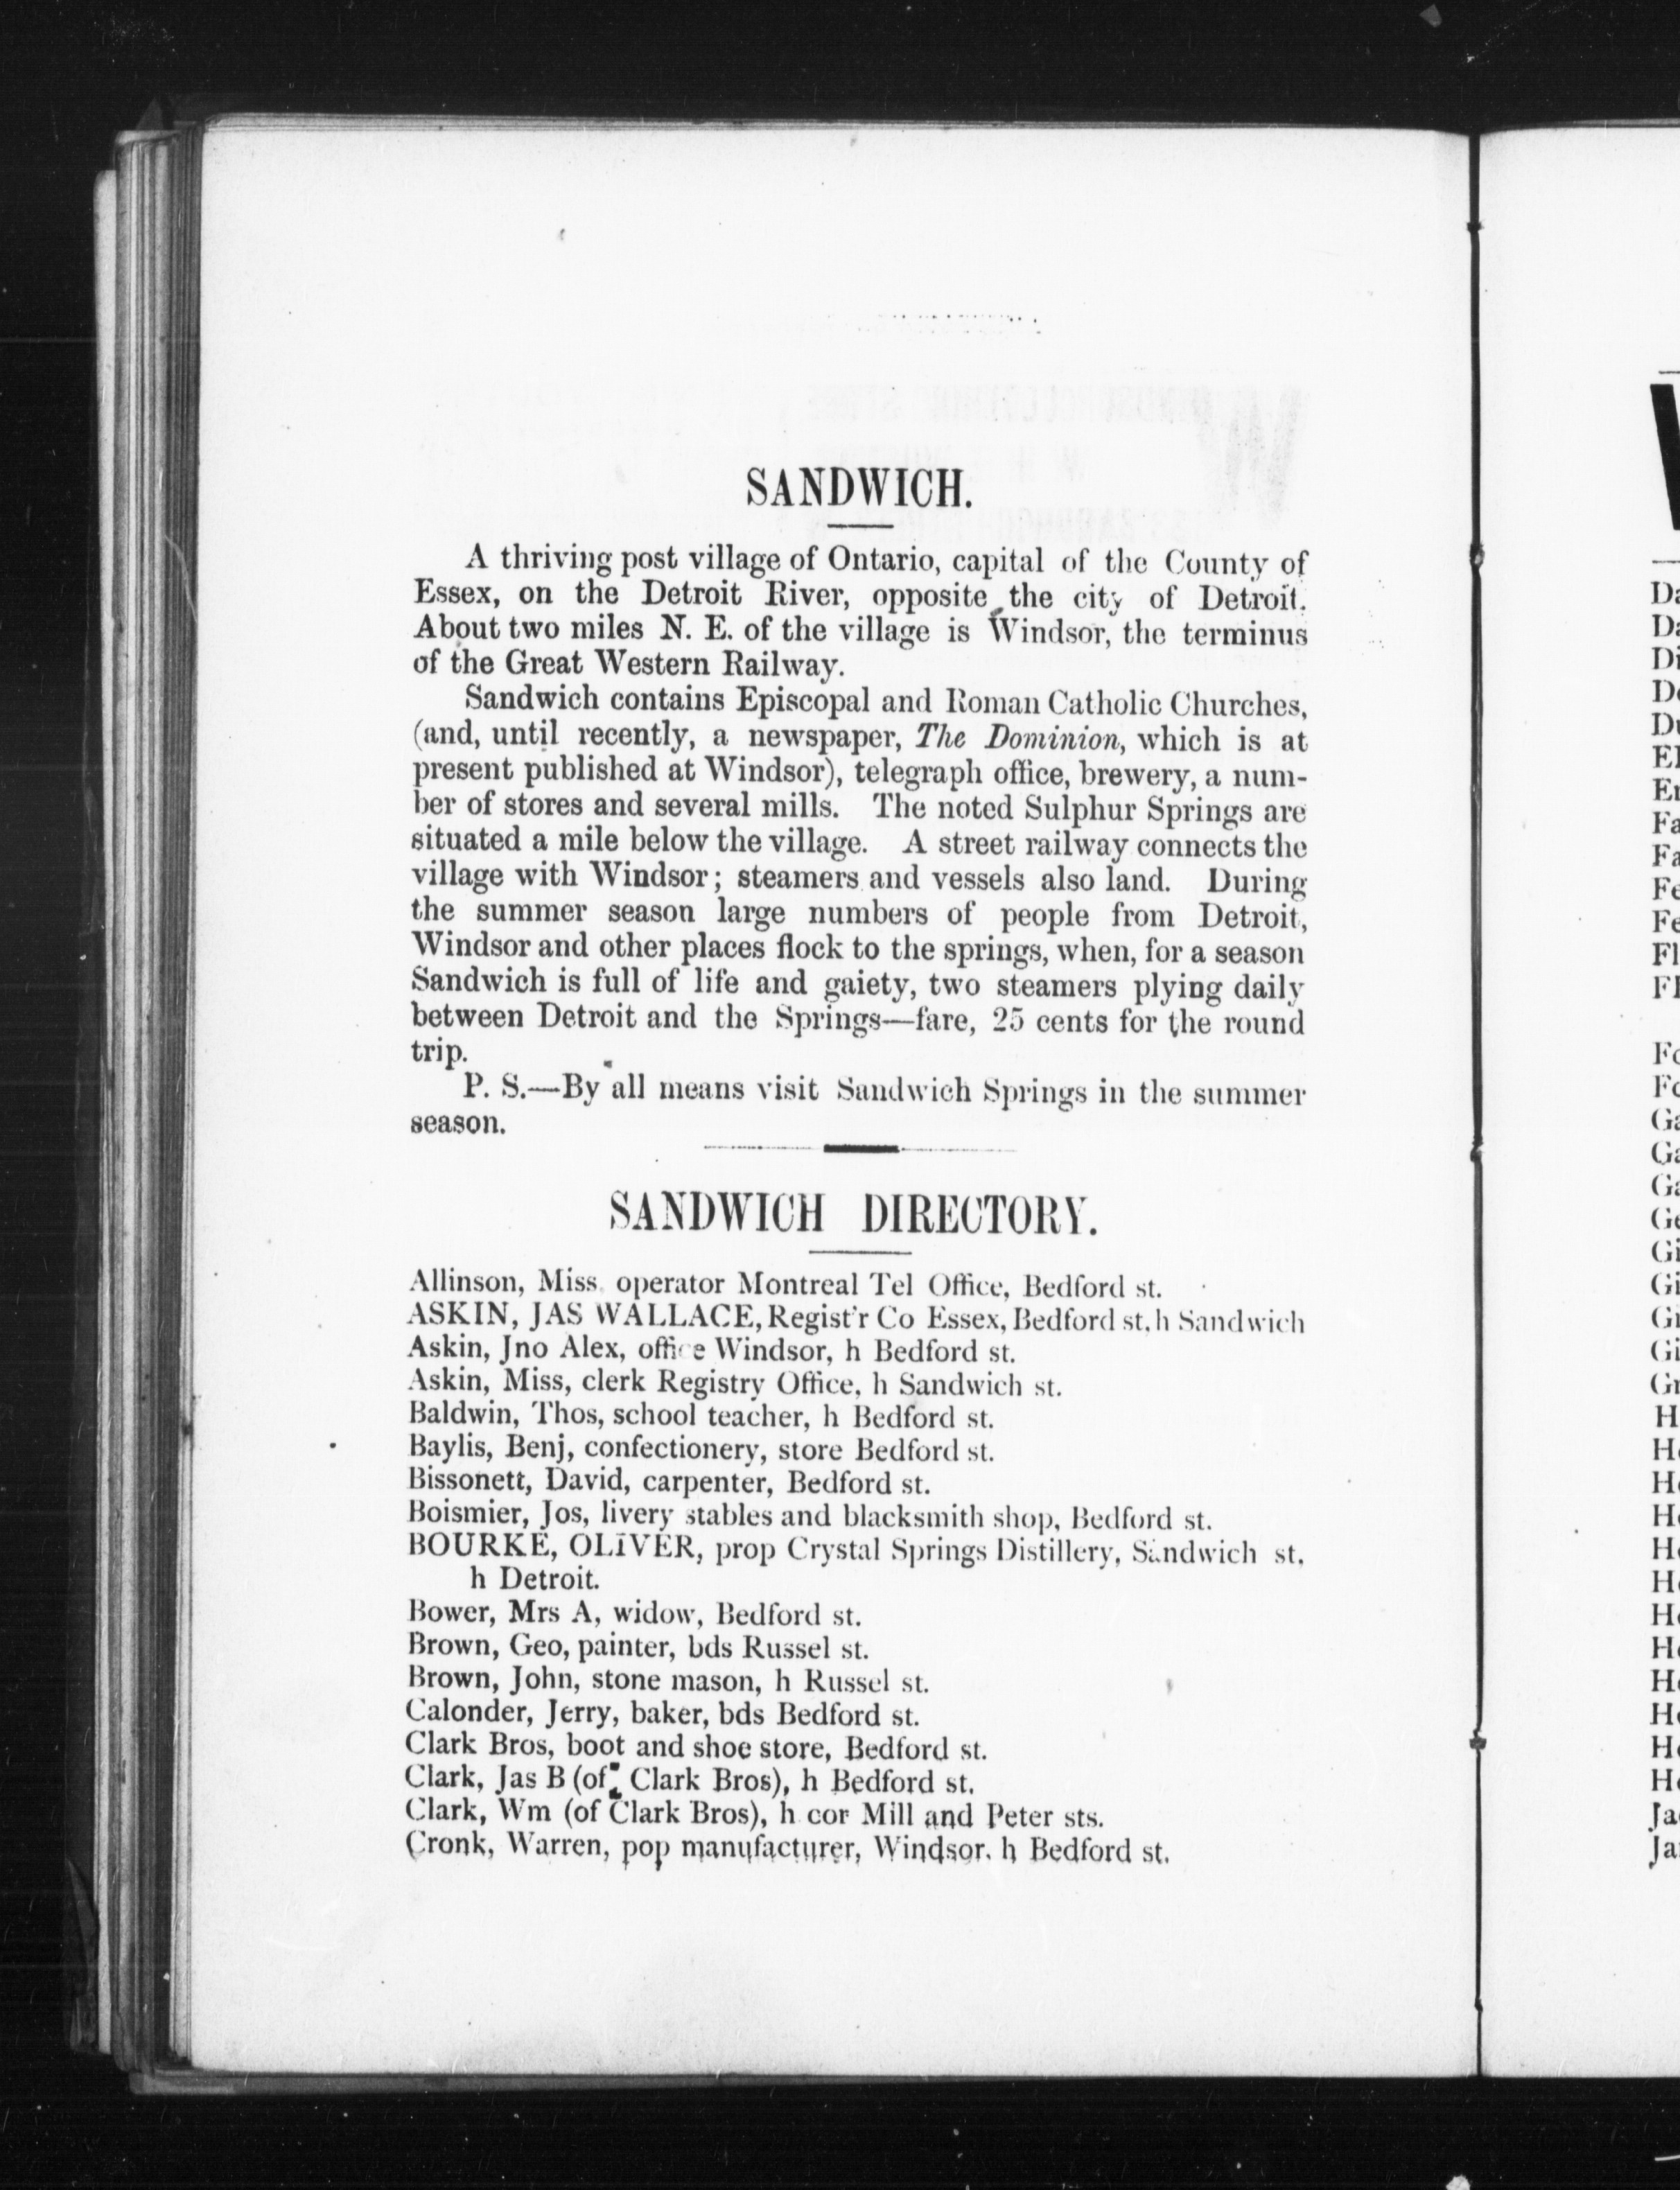 SANDWICH.
A thriving post village of Ontario, capital of the County of
Essex, on the Detroit River, opposite the city of Detroit.
About two miles N. E. of the village is Windsor, the terminus
of the Great Western Railway.
Sandwich contains Episcopal and Roman Catholic Churches,
(and, until recently, a newspaper, The Dominion, which is at
present published at Windsor), telegraph office, brewery, a num-
ber of stores and several mills. The noted Sulphur Springs are
situated a mile below the village. A street railway connects the
village with Windsor; steamers and vessels also land. During
the summer season large numbers of people from Detroit,
Windsor and other places flock to the springs, when, for a season
Sandwich is full of life and gaiety, two steamers plying daily
between Detroit and the Springs—fare, 25 cents for the round
trip.
P. S.—By all means visit Sandwich Springs in the summer
season.
SANDWICH DIRECTORY.
Allinson, Miss, operator Montreal Tel Office, Bedford st.
ASKIN, JAS WALLACE, Regist'r Co Essex, Bedford st, h Sandwich
Askin, Jno Alex, office Windsor, h Bedford st.
Askin, Miss, clerk Registry Office, h Sandwich st.
Baldwin, Thos, school teacher, h Bedford st.
Baylis, Benj, confectionery, store Bedford st.
Bissonett, David, carpenter, Bedford st.
Boismier, Jos, livery stables and blacksmith shop, Bedford st.
BOURKE, OLIVER, prop Crystal Springs Distillery, Sandwich st,
h Detroit.
Bower, Mrs A, widow, Bedford st.
Brown, Geo, painter, bds Russel st.
Brown, John, stone mason, h Russel st.
Calonder, Jerry, baker, bds Bedford st.
Clark Bros, boot and shoe store, Bedford st.
Clark, Jas B (of Clark Bros), h Bedford st.
Clark, Wm (of Clark Bros), h cor Mill and Peter sts.
Cronk, Warren, pop manufacturer, Windsor, h Bedford st.